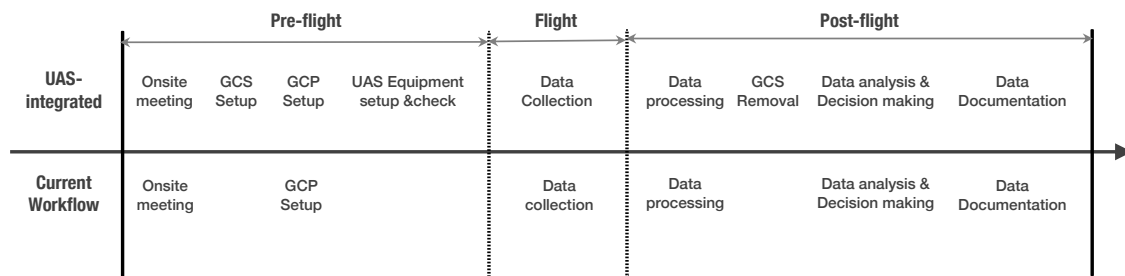 Pre-flight Flight Post-flight
UAS-
integrated
Onsite
meeting
GCS
Setup
GCP
Setup
UAS Equipment
setup &check
Data
Collection
Data
processing
GCS
Removal
Data analysis &
Decision making
Data
Documentation
Current
Workflow
Onsite
meeting
GCP
Setup
Data
collection
Data
processing
Data analysis &
Decision making
Data
Documentation